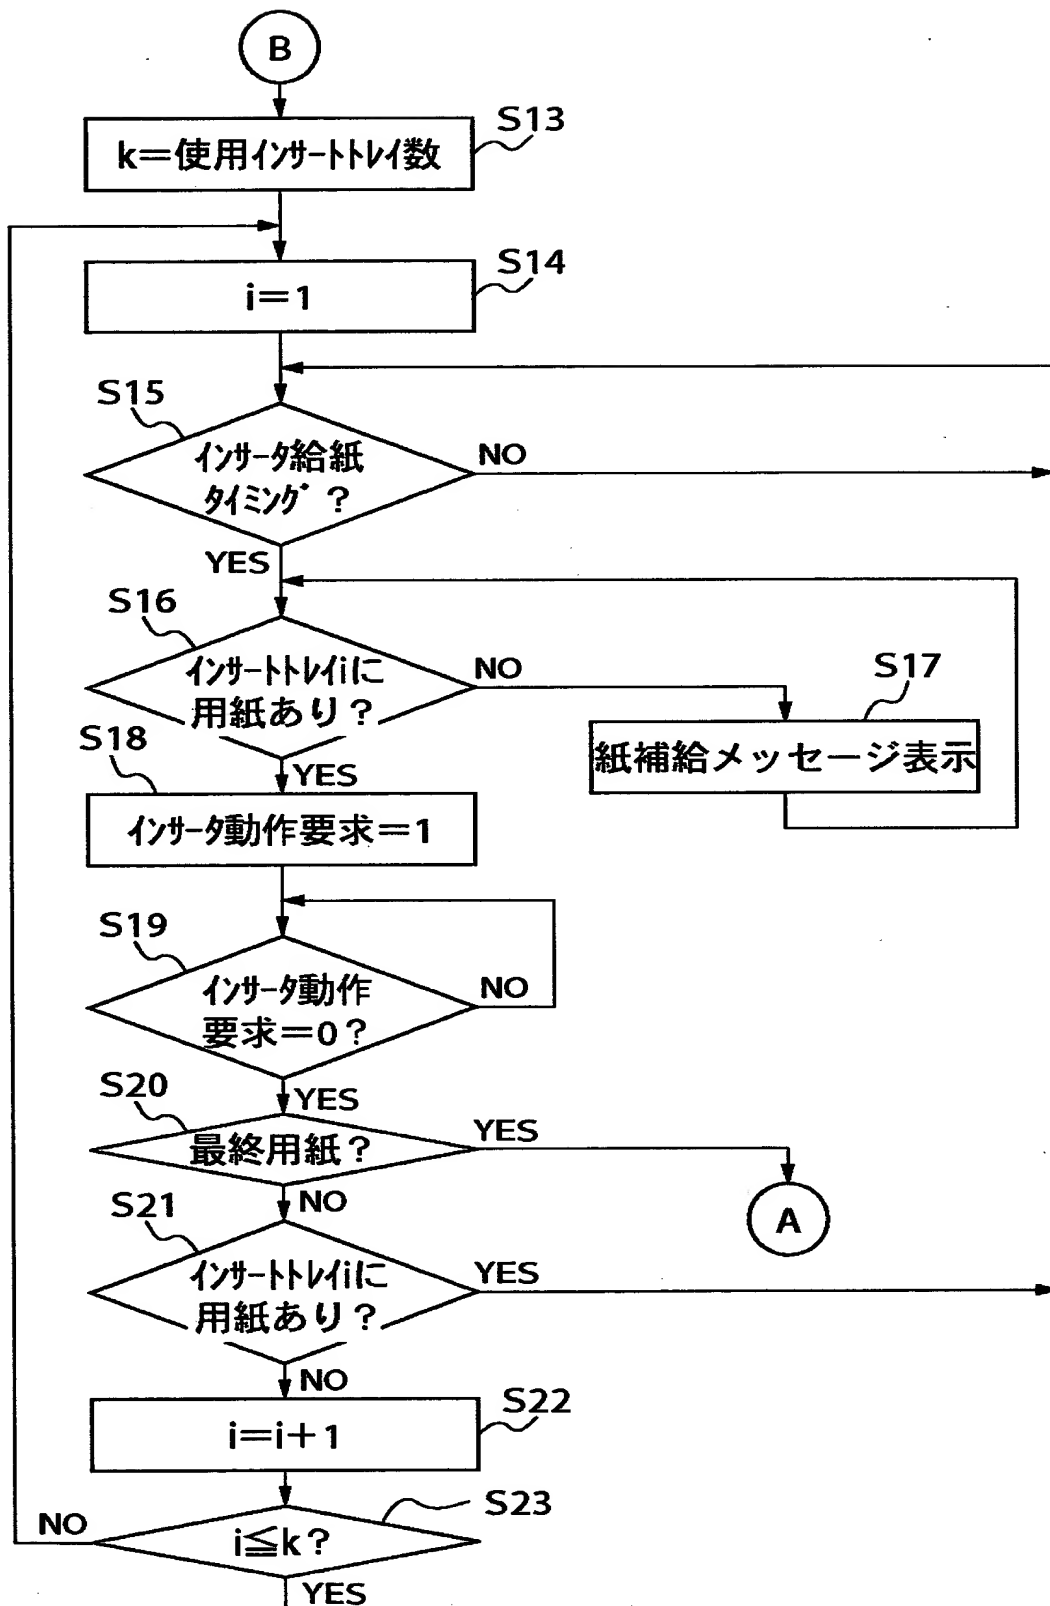 B
S13
k=使用ｲﾝｻｰﾄﾄﾚｲ数
S14
i=1
S15
ｲﾝｻｰﾀ給紙
ﾀｲﾐﾝｸﾞ？
NO
YES
S16
ｲﾝｻｰﾄﾄﾚｲiに
用紙あり？
NO
S17
紙補給メッセージ表示
S18
YES
ｲﾝｻｰﾀ動作要求=1
S19
ｲﾝｻｰﾀ動作
要求=0？
NO
S20
YES
最終用紙？
YES
A
S21
NO
ｲﾝｻｰﾄﾄﾚｲiに
用紙あり？
YES
NO
S22
i=i+1
S23
i≦k？
NO
YES